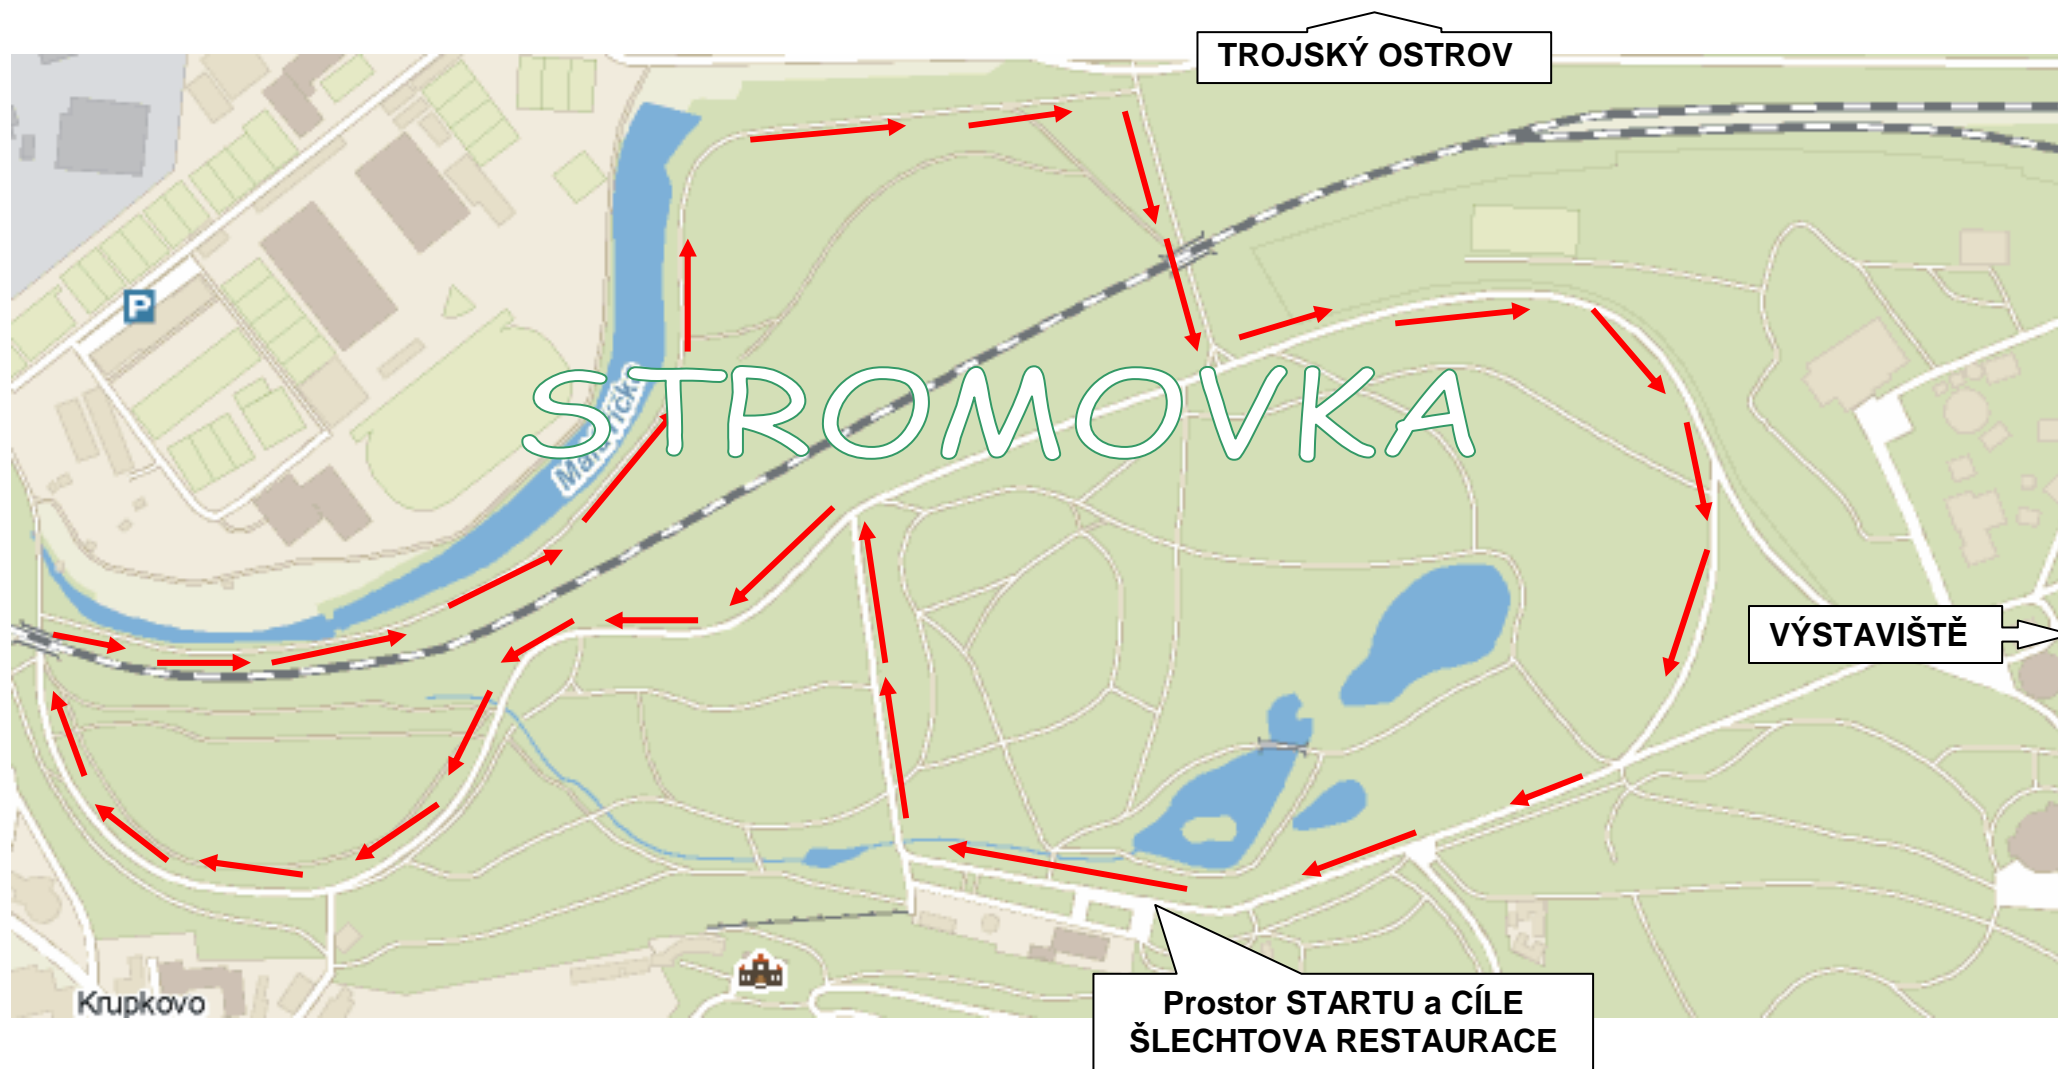 TROJSKÝ OSTROV
P
STROMOVKA
VÝSTAVIŠTĚ
Krupkovo
Prostor STARTU a CÍLE
ŠLECHTOVA RESTAURACE